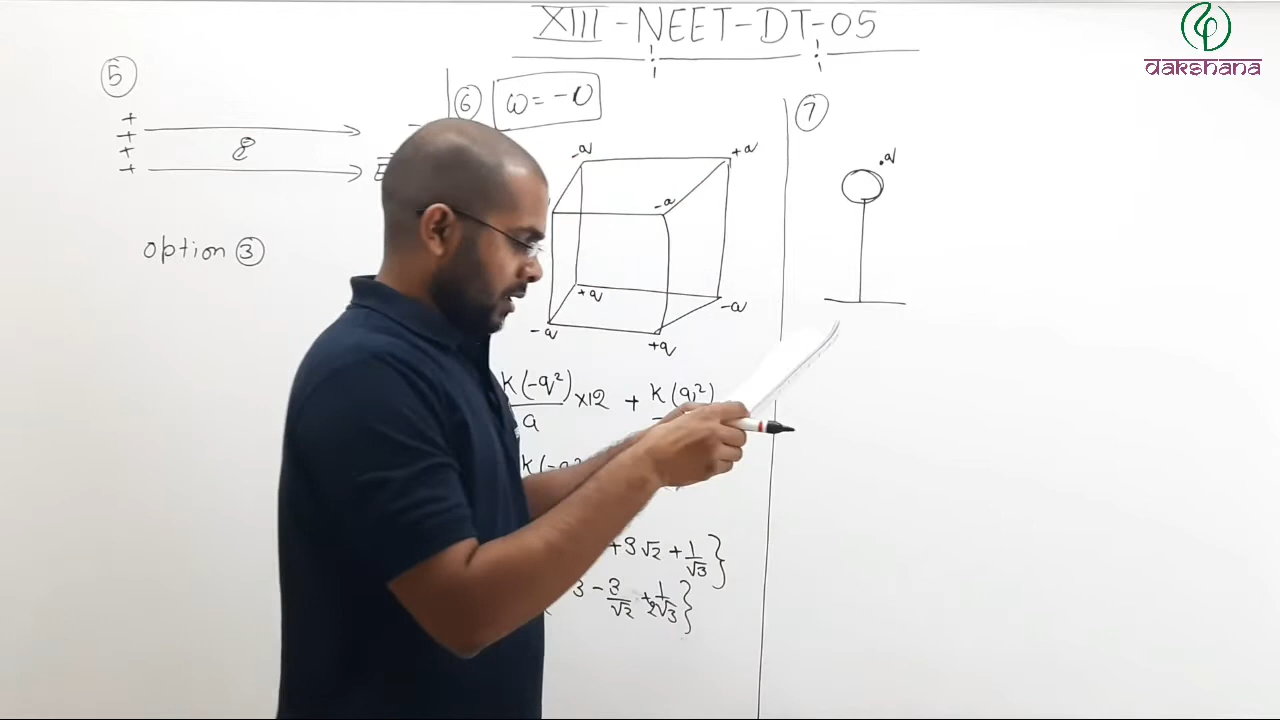 XIII-NEET-DT-05
dakshana
5
+
+
+
+
q
E
option 3
6
W = -U
-q
+q
-q
+q
-q
-q
+q
K(-q²)/a ×12 + K(q²)
K(-q²
+3√2 + 1/√3 }
3 - 3/√2 + 1/2√3 }
7
.q